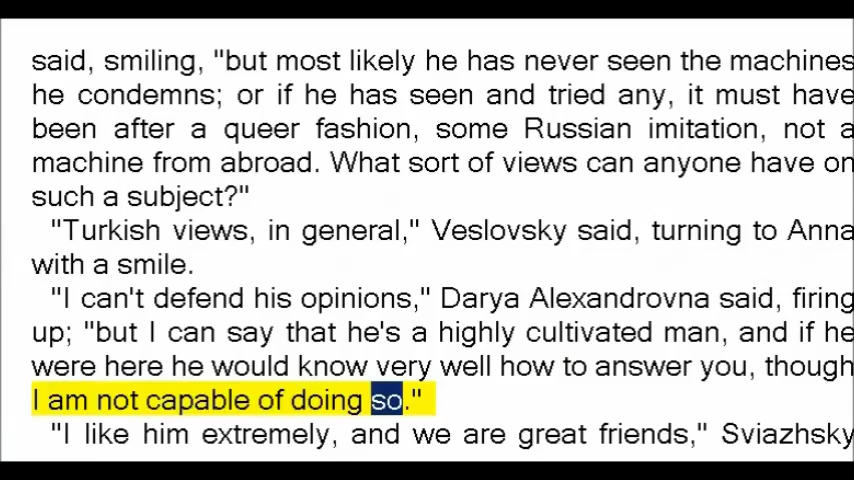 said, smiling, "but most likely he has never seen the machines
he condemns; or if he has seen and tried any, it must have
been after a queer fashion, some Russian imitation, not a
machine from abroad. What sort of views can anyone have on
such a subject?"
"Turkish views, in general," Veslovsky said, turning to Anna
with a smile.
"I can't defend his opinions," Darya Alexandrovna said, firing
up; "but I can say that he's a highly cultivated man, and if he
were here he would know very well how to answer you, though
I am not capable of doing so."
"I like him extremely, and we are great friends," Sviazhsky